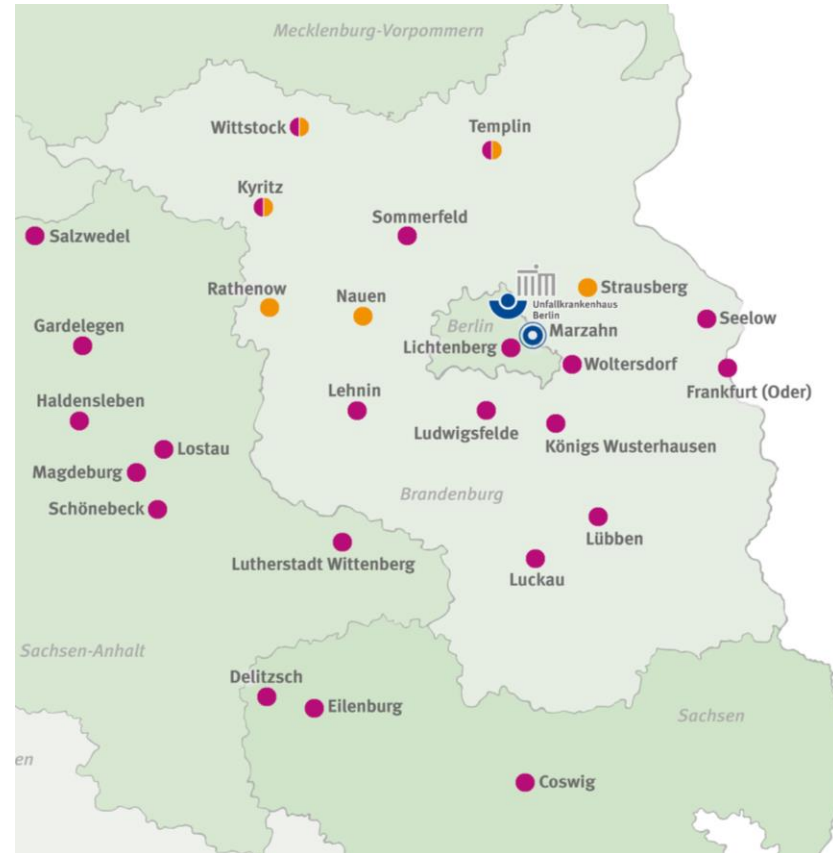 Mecklenburg-Vorpommern
Wittstock
Templin
Kyritz
Sommerfeld
Salzwedel
Rathenow
Nauen
Strausberg
Unfallkrankenhaus
Berlin
Seelow
Gardelegen
Berlin
Marzahn
Lichtenberg
Woltersdorf
Frankfurt (Oder)
Haldensleben
Lehnin
Ludwigsfelde
Königs Wusterhausen
Lostau
Magdeburg
Brandenburg
Schönebeck
Lübben
Lutherstadt Wittenberg
Luckau
Sachsen-Anhalt
Delitzsch
Eilenburg
Sachsen
en
Coswig